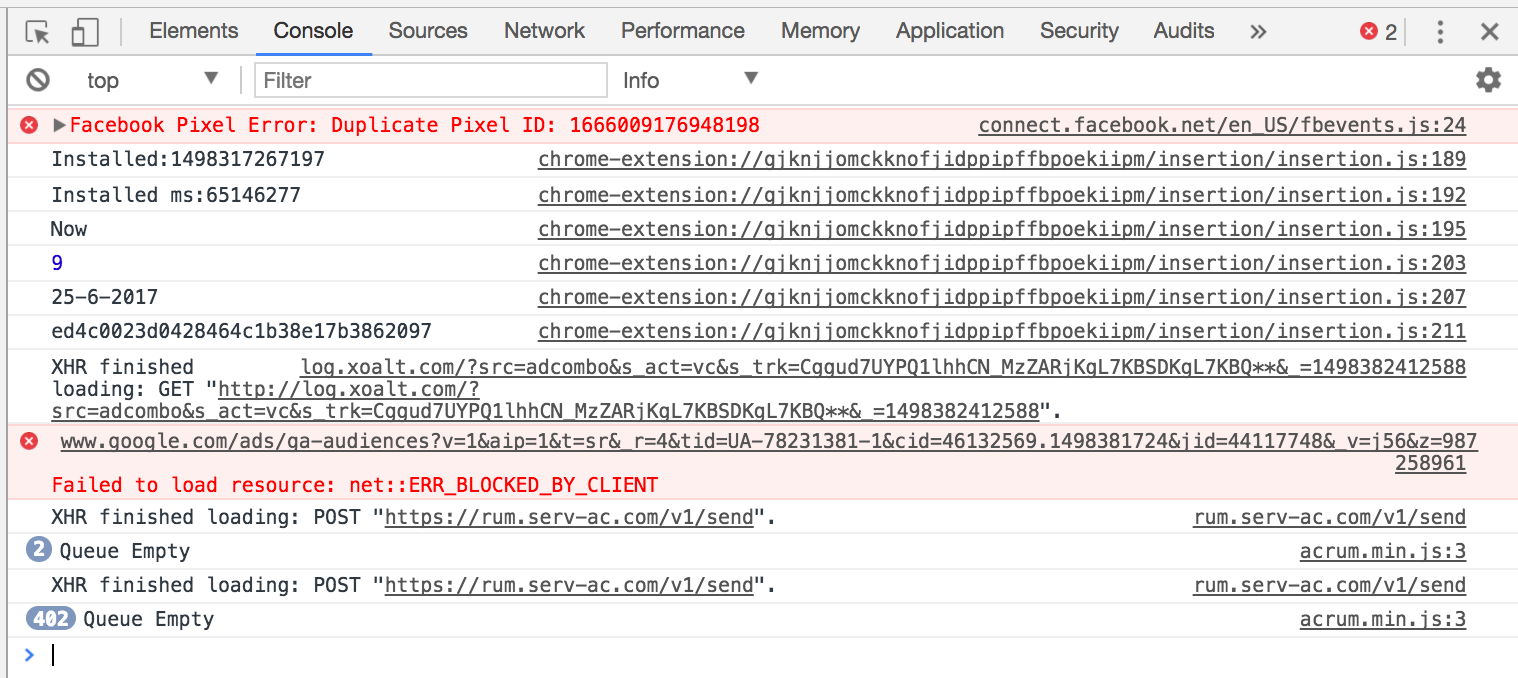 Elements Console Sources Network Performance Memory Application Security Audits » 2
top Filter Info
Facebook Pixel Error: Duplicate Pixel ID: 1666009176948198 connect.facebook.net/en_US/fbevents.js:24
Installed:1498317267197 chrome-extension://gjknjjomckknofjidppipffbpoekiipm/insertion/insertion.js:189
Installed ms:65146277 chrome-extension://gjknjjomckknofjidppipffbpoekiipm/insertion/insertion.js:192
Now chrome-extension://gjknjjomckknofjidppipffbpoekiipm/insertion/insertion.js:195
9 chrome-extension://gjknjjomckknofjidppipffbpoekiipm/insertion/insertion.js:203
25-6-2017 chrome-extension://gjknjjomckknofjidppipffbpoekiipm/insertion/insertion.js:207
ed4c0023d0428464c1b38e17b3862097 chrome-extension://gjknjjomckknofjidppipffbpoekiipm/insertion/insertion.js:211
XHR finished log.xoalt.com/?src=adcombo&s_act=vc&s_trk=Cggud7UYPQ1lhhCN_MzZARjKgL7KBSDKgL7KBQ**&_=1498382412588
loading: GET "http://log.xoalt.com/?
src=adcombo&s_act=vc&s_trk=Cggud7UYPQ1lhhCN_MzZARjKgL7KBSDKgL7KBQ**&_=1498382412588".
www.google.com/ads/ga-audiences?v=1&aip=1&t=sr&_r=4&tid=UA-78231381-1&cid=46132569.1498381724&jid=44117748&_v=j56&z=987
258961
Failed to load resource: net::ERR_BLOCKED_BY_CLIENT
XHR finished loading: POST "https://rum.serv-ac.com/v1/send". rum.serv-ac.com/v1/send
2 Queue Empty acrum.min.js:3
XHR finished loading: POST "https://rum.serv-ac.com/v1/send". rum.serv-ac.com/v1/send
402 Queue Empty acrum.min.js:3